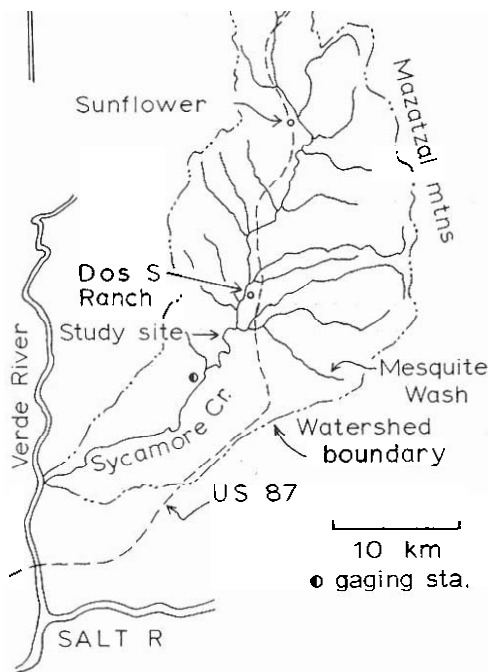 Sunflower
Mazatzal mtns
Dos S
Ranch
Study site
Mesquite
Wash
Verde River
Sycamore Cr.
Watershed
boundary
US 87
10 km
gaging sta.
SALT R